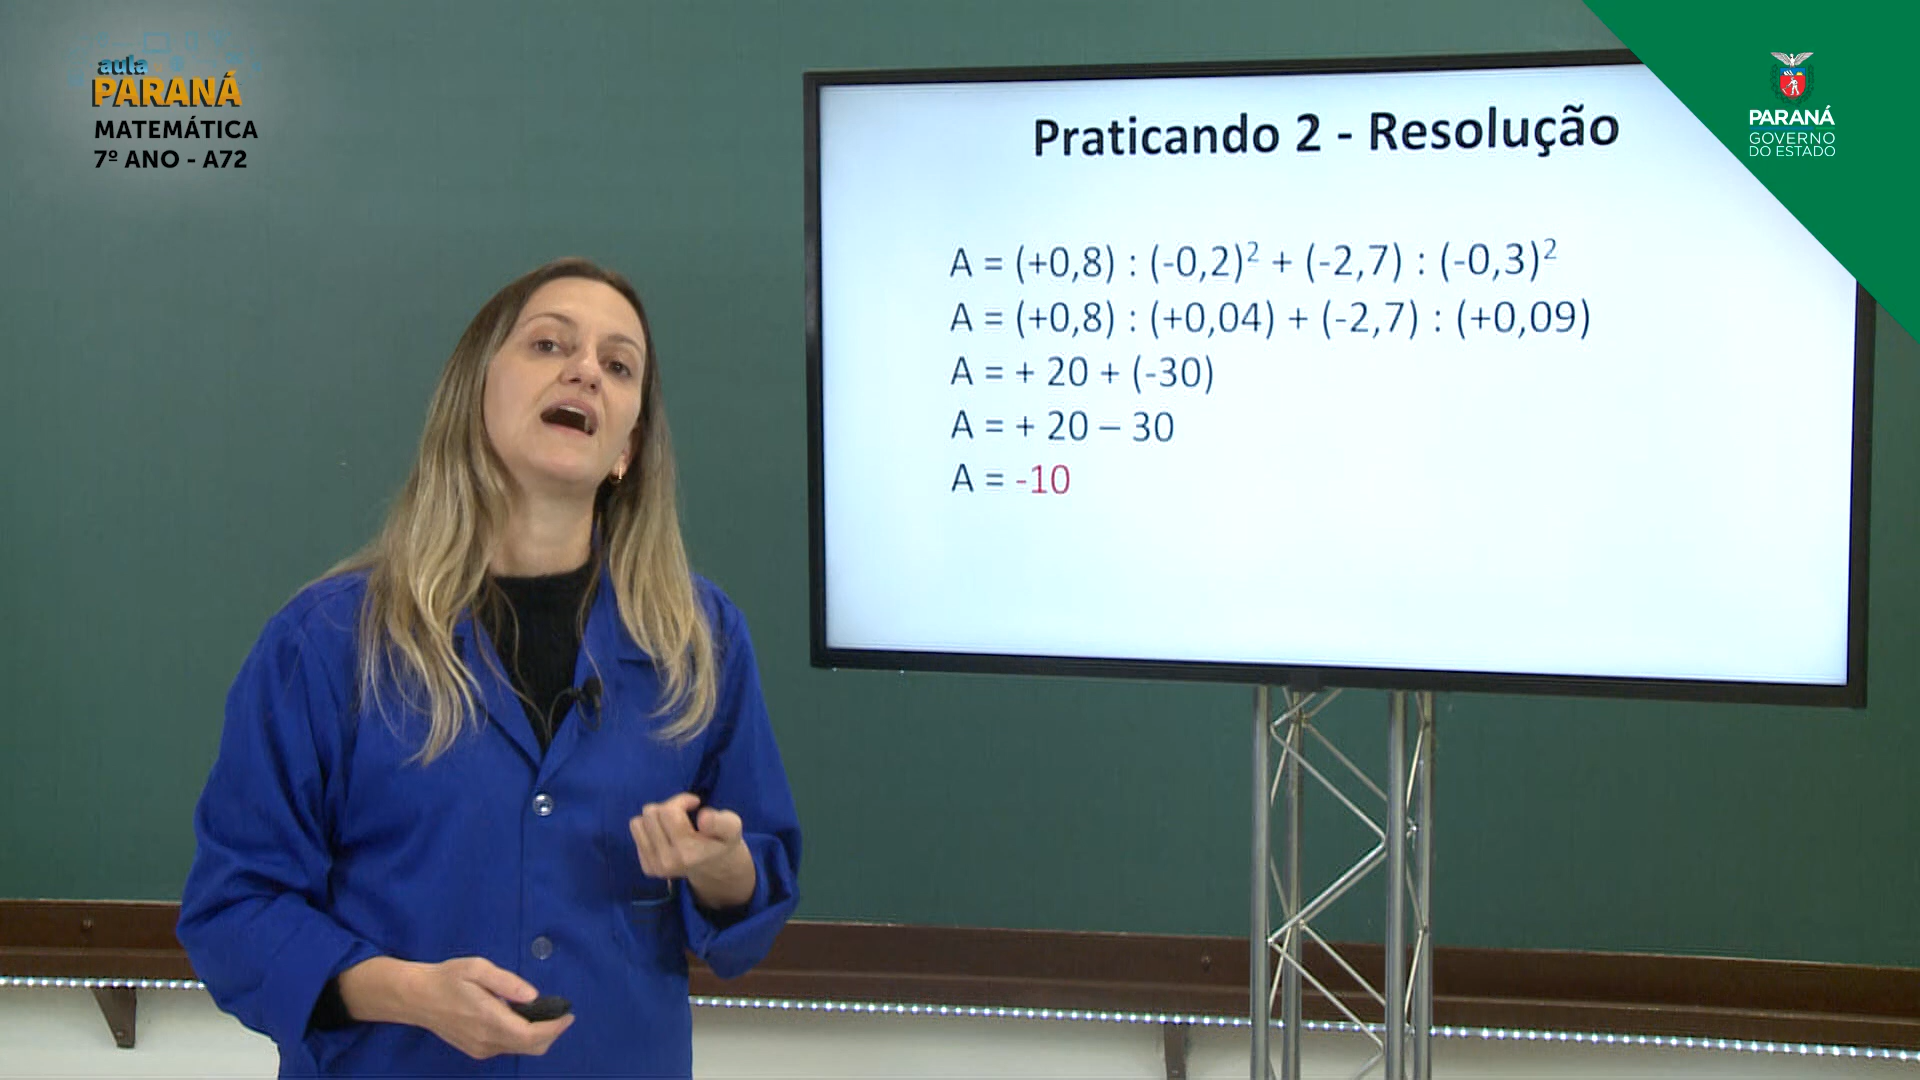 aula
PARANÁ
MATEMÁTICA
7º ANO - A72
PARANÁ
GOVERNO
DO ESTADO
Praticando 2 - Resolução
A = (+0,8) : (-0,2)² + (-2,7) : (-0,3)²
A = (+0,8) : (+0,04) + (-2,7) : (+0,09)
A = + 20 + (-30)
A = + 20 – 30
A = -10